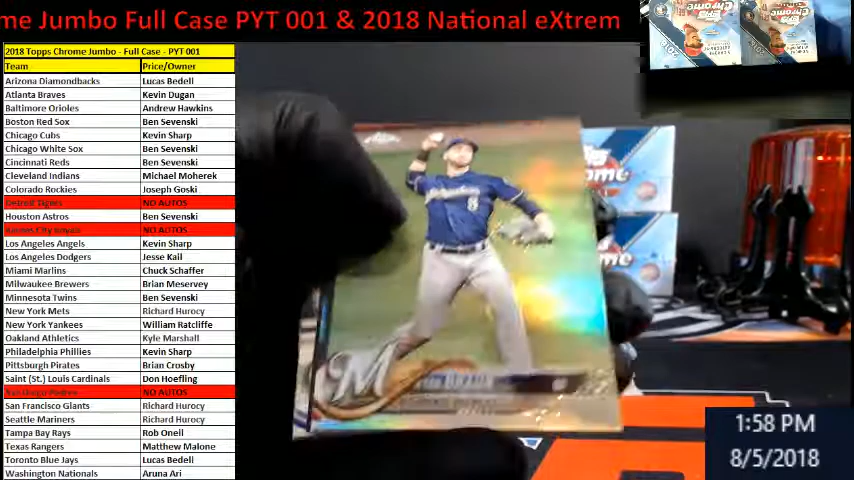 me Jumbo Full Case PYT 001 & 2018 National eXtrem
2018 Topps Chrome Jumbo - Full Case - PYT 001
Team Price/Owner
Arizona Diamondbacks Lucas Bedell
Atlanta Braves Kevin Dugan
Baltimore Orioles Andrew Hawkins
Boston Red Sox Ben Sevenski
Chicago Cubs Kevin Sharp
Chicago White Sox Ben Sevenski
Cincinnati Reds Ben Sevenski
Cleveland Indians Michael Moherek
Colorado Rockies Joseph Goski
Detroit Tigers NO AUTOS
Houston Astros Ben Sevenski
Kansas City Royals NO AUTOS
Los Angeles Angels Kevin Sharp
Los Angeles Dodgers Jesse Kail
Miami Marlins Chuck Schaffer
Milwaukee Brewers Brian Meservey
Minnesota Twins Ben Sevenski
New York Mets Richard Hurocy
New York Yankees William Ratcliffe
Oakland Athletics Kyle Marshall
Philadelphia Phillies Kevin Sharp
Pittsburgh Pirates Brian Crosby
Saint (St.) Louis Cardinals Don Hoefling
San Diego Padres NO AUTOS
San Francisco Giants Richard Hurocy
Seattle Mariners Richard Hurocy
Tampa Bay Rays Rob Oneil
Texas Rangers Matthew Malone
Toronto Blue Jays Lucas Bedell
Washington Nationals Aruna Ari
8
M
1:58 PM
8/5/2018